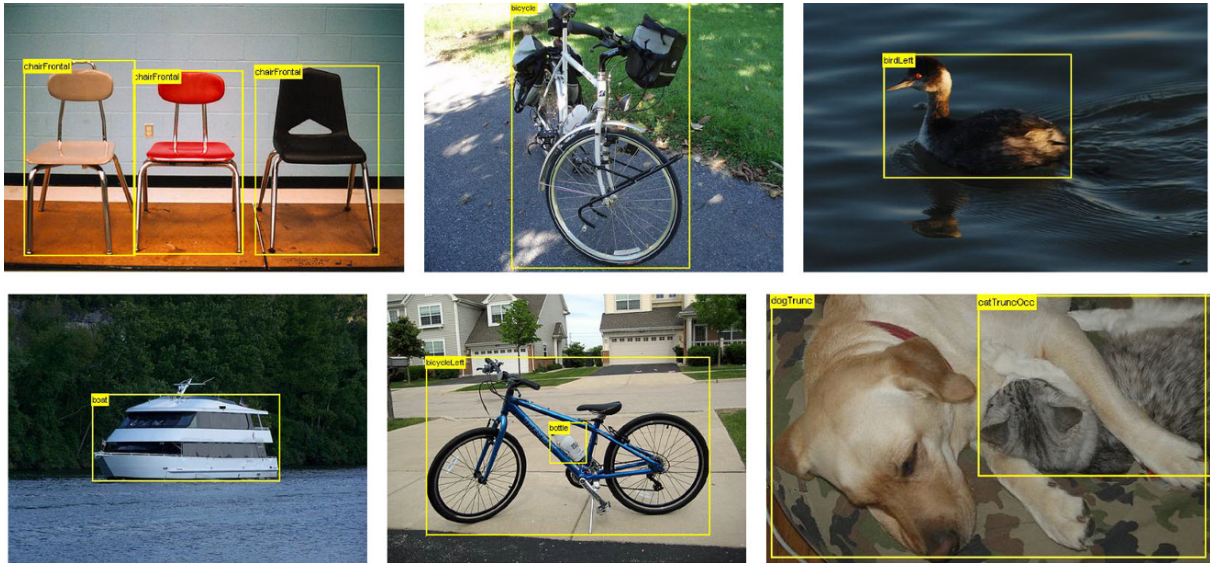 chairFrontal
chairFrontal
chairFrontal
bicycle
birdLeft
boat
bicycleLeft
bottle
dogTrunc
catTruncOcc